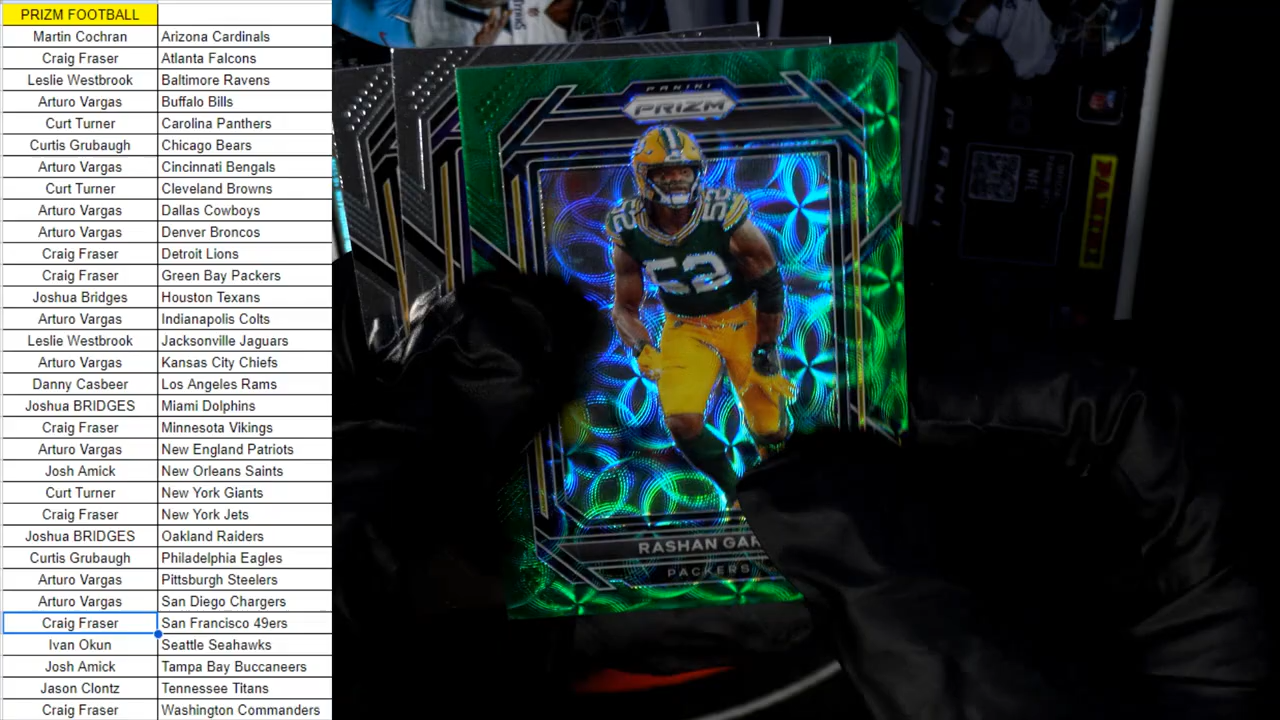 PRIZM FOOTBALL
Martin Cochran Arizona Cardinals
Craig Fraser Atlanta Falcons
Leslie Westbrook Baltimore Ravens
Arturo Vargas Buffalo Bills
Curt Turner Carolina Panthers
Curtis Grubaugh Chicago Bears
Arturo Vargas Cincinnati Bengals
Curt Turner Cleveland Browns
Arturo Vargas Dallas Cowboys
Arturo Vargas Denver Broncos
Craig Fraser Detroit Lions
Craig Fraser Green Bay Packers
Joshua Bridges Houston Texans
Arturo Vargas Indianapolis Colts
Leslie Westbrook Jacksonville Jaguars
Arturo Vargas Kansas City Chiefs
Danny Casbeer Los Angeles Rams
Joshua BRIDGES Miami Dolphins
Craig Fraser Minnesota Vikings
Arturo Vargas New England Patriots
Josh Amick New Orleans Saints
Curt Turner New York Giants
Craig Fraser New York Jets
Joshua BRIDGES Oakland Raiders
Curtis Grubaugh Philadelphia Eagles
Arturo Vargas Pittsburgh Steelers
Arturo Vargas San Diego Chargers
Craig Fraser San Francisco 49ers
Ivan Okun Seattle Seahawks
Josh Amick Tampa Bay Buccaneers
Jason Clontz Tennessee Titans
Craig Fraser Washington Commanders
PANINI
PRIZM
52
52
52
RASHAN
PACKERS
NFL